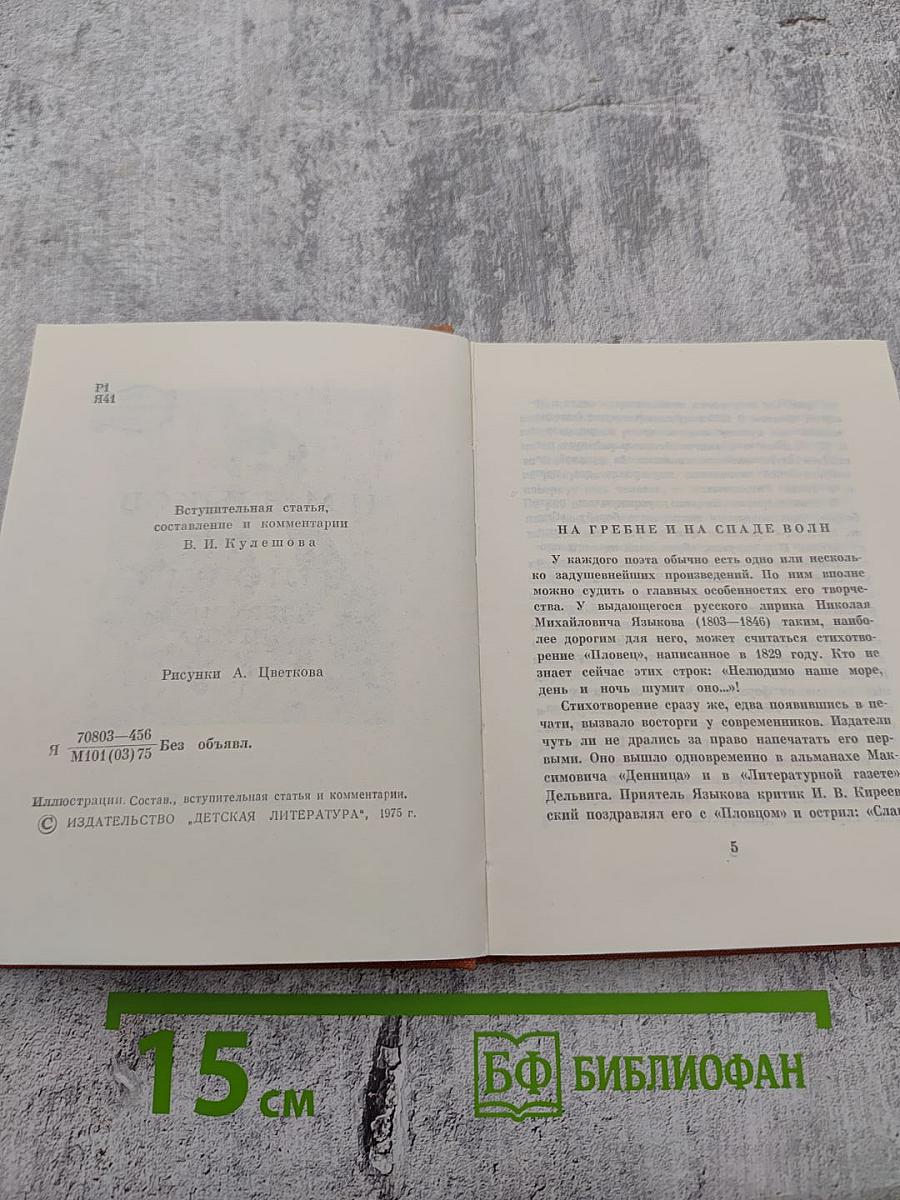 Р1
Я41
Вступительная статья,
составление и комментарии
В. И. Кулешова
Рисунки А. Цветкова
Я 70803—456 Без объявл.
М101(03)75
Иллюстрации. Состав., вступительная статья и комментарии.
© ИЗДАТЕЛЬСТВО „ДЕТСКАЯ ЛИТЕРАТУРА", 1975 г.
НА ГРЕБНЕ И НА СПАДЕ ВОЛН
У каждого поэта обычно есть одно или несколь-
ко задушевнейших произведений. По ним вполне
можно судить о главных особенностях его творче-
ства. У выдающегося русского лирика Николая
Михайловича Языкова (1803—1846) таким, наибо-
лее дорогим для него, может считаться стихотво-
рение «Пловец», написанное в 1829 году. Кто не
знает сейчас этих строк: «Нелюдимо наше море,
день и ночь шумит оно...»!
Стихотворение сразу же, едва появившись в пе-
чати, вызвало восторги у современников. Издатели
чуть ли не дрались за право напечатать его пер-
выми. Оно вышло одновременно в альманахе Мак-
симовича «Денница» и в «Литературной газете»
Дельвига. Приятель Языкова критик И. В. Киреев
ский поздравлял его с «Пловцом» и острил: «Слав
5
15 см
БФ БИБЛИОФАН